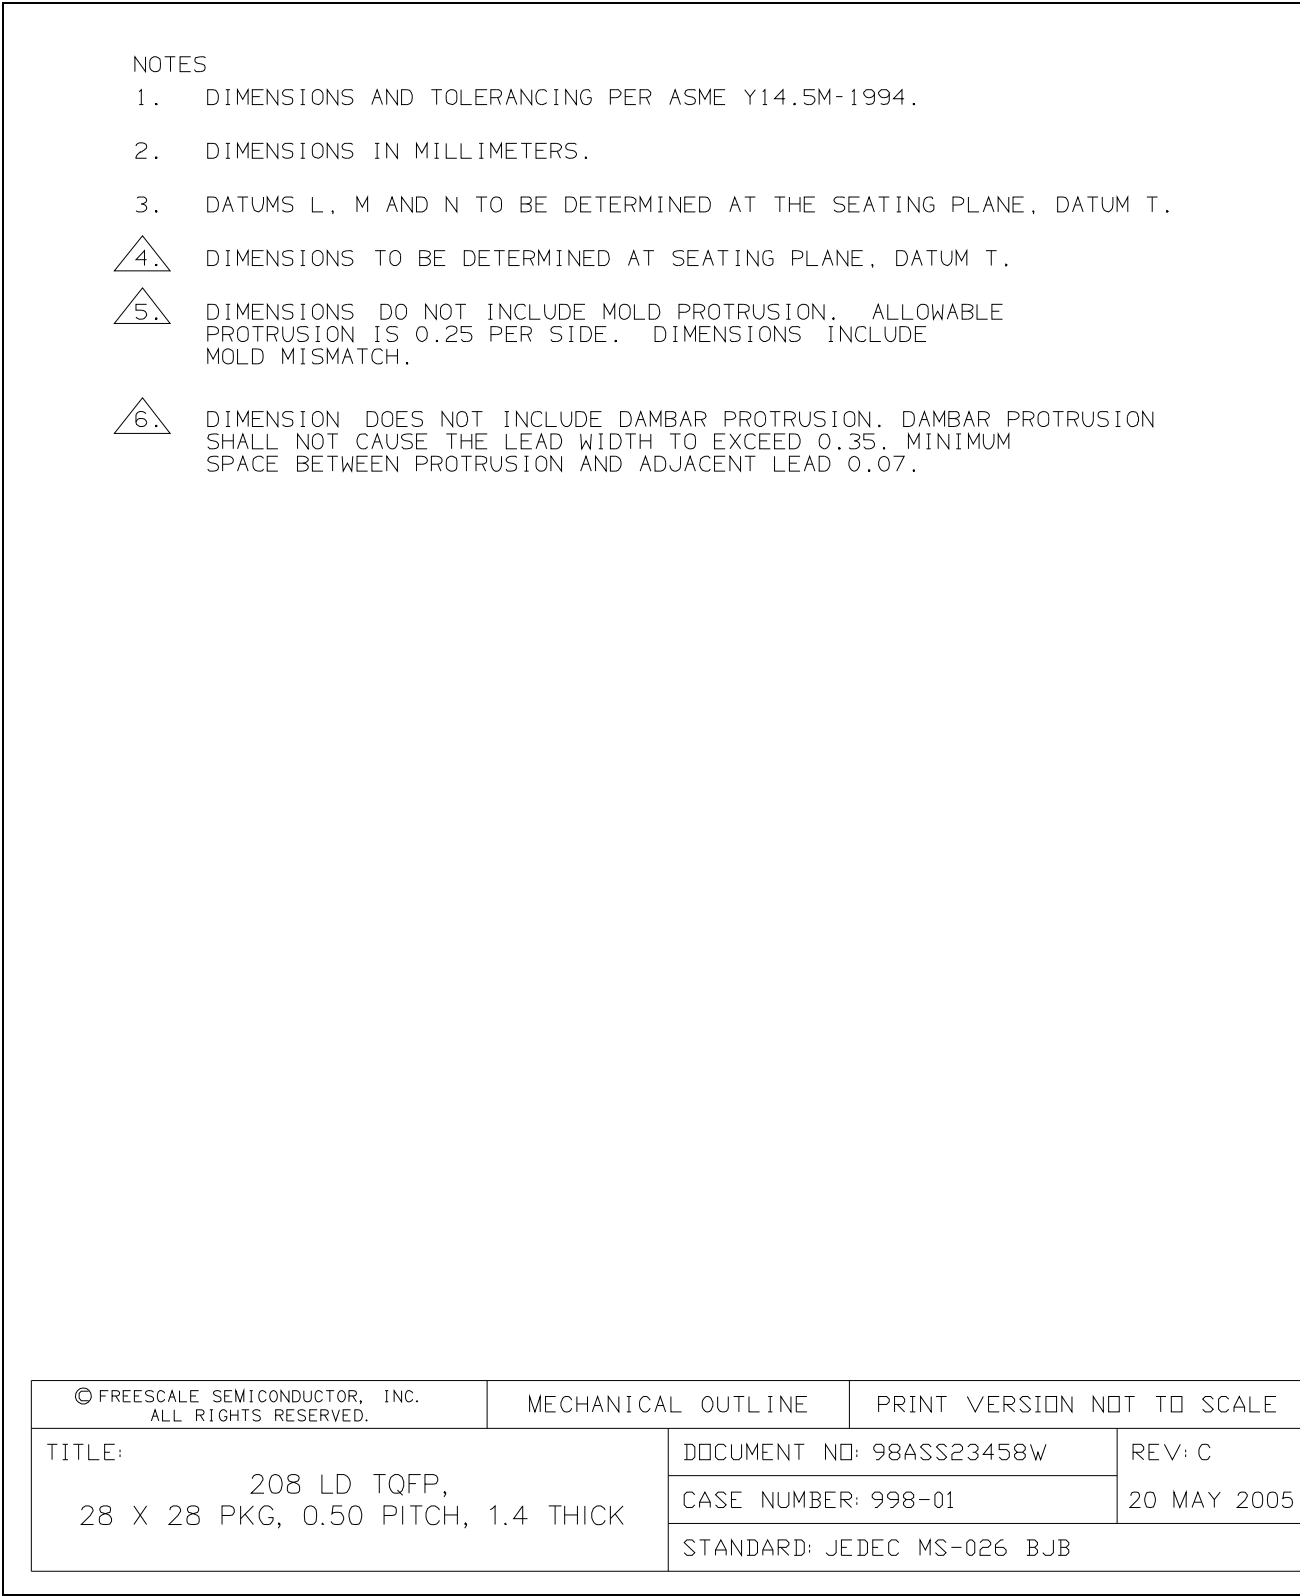 NOTES
1. DIMENSIONS AND TOLERANCING PER ASME Y14.5M-1994.
2. DIMENSIONS IN MILLIMETERS.
3. DATUMS L, M AND N TO BE DETERMINED AT THE SEATING PLANE, DATUM T.
4. DIMENSIONS TO BE DETERMINED AT SEATING PLANE, DATUM T.
5. DIMENSIONS DO NOT INCLUDE MOLD PROTRUSION. ALLOWABLE
PROTRUSION IS 0.25 PER SIDE. DIMENSIONS INCLUDE
MOLD MISMATCH.
6. DIMENSION DOES NOT INCLUDE DAMBAR PROTRUSION. DAMBAR PROTRUSION
SHALL NOT CAUSE THE LEAD WIDTH TO EXCEED 0.35. MINIMUM
SPACE BETWEEN PROTRUSION AND ADJACENT LEAD 0.07.
© FREESCALE SEMICONDUCTOR, INC.
ALL RIGHTS RESERVED.
MECHANICAL OUTLINE
PRINT VERSION NOT TO SCALE
TITLE:
208 LD TQFP,
28 X 28 PKG, 0.50 PITCH, 1.4 THICK
DOCUMENT NO: 98ASS23458W
REV: C
CASE NUMBER: 998-01
20 MAY 2005
STANDARD: JEDEC MS-026 BJB